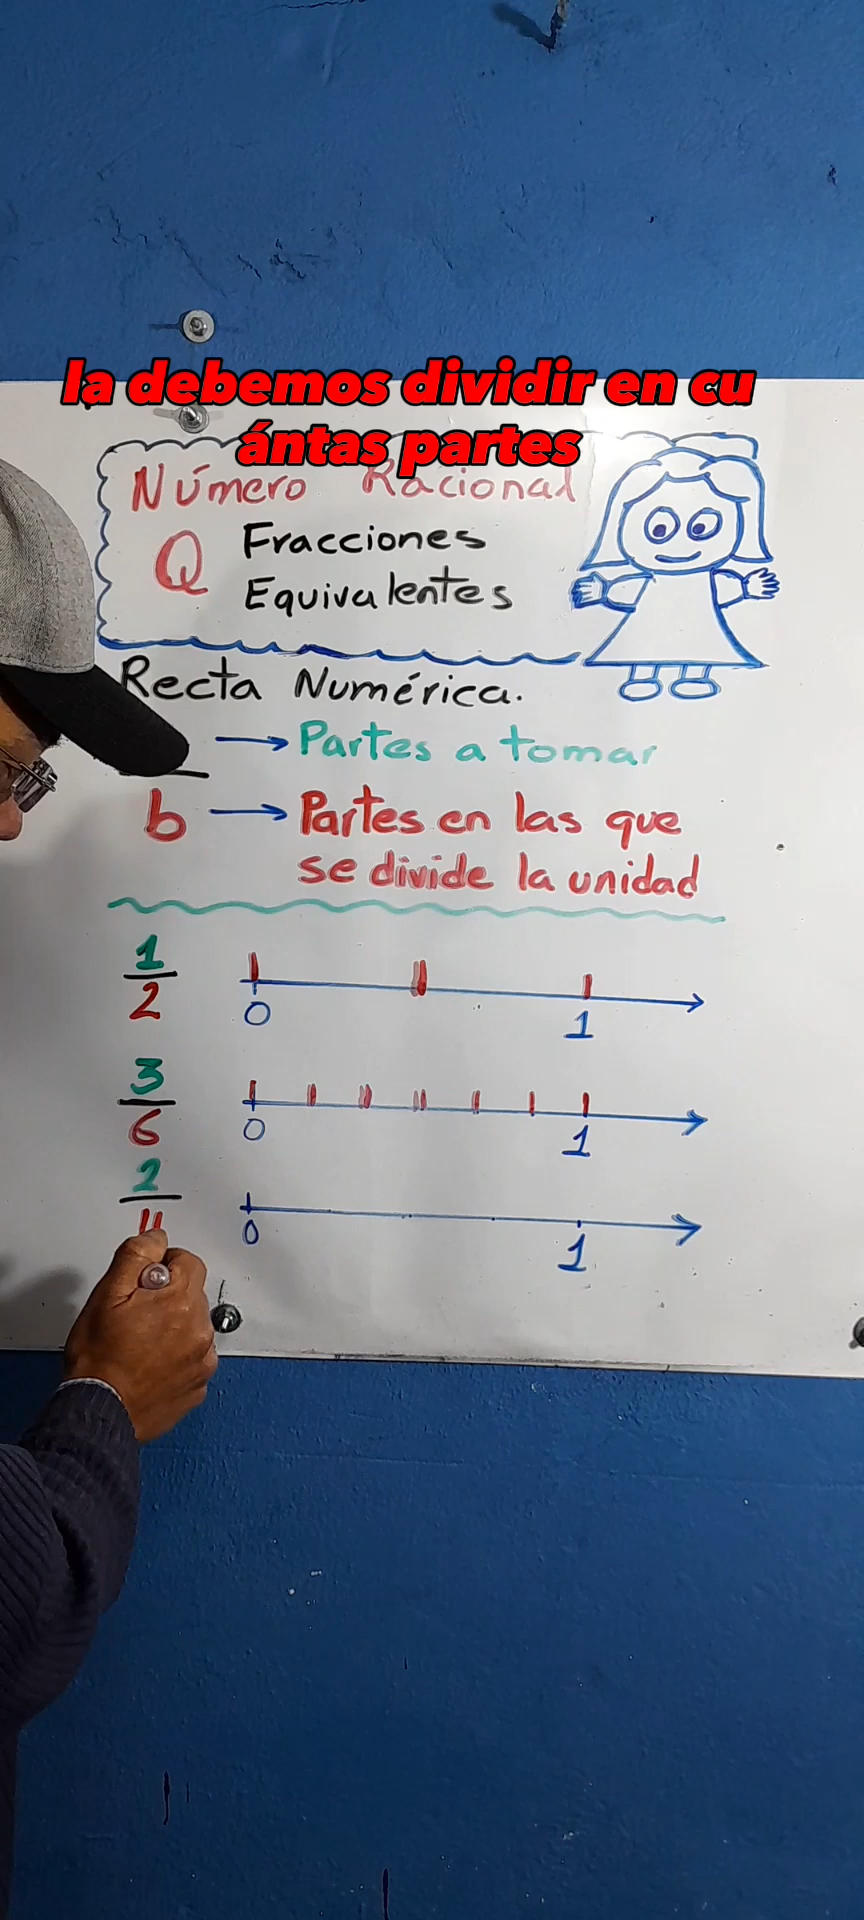 la debemos dividir en cu
ántas partes
Número Racional
Q Fracciones
Equivalentes
Recta Numérica.
→ Partes a tomar
b → Partes en las que
se divide la unidad
1
2
0 1
3
6
0 1
2
0 1